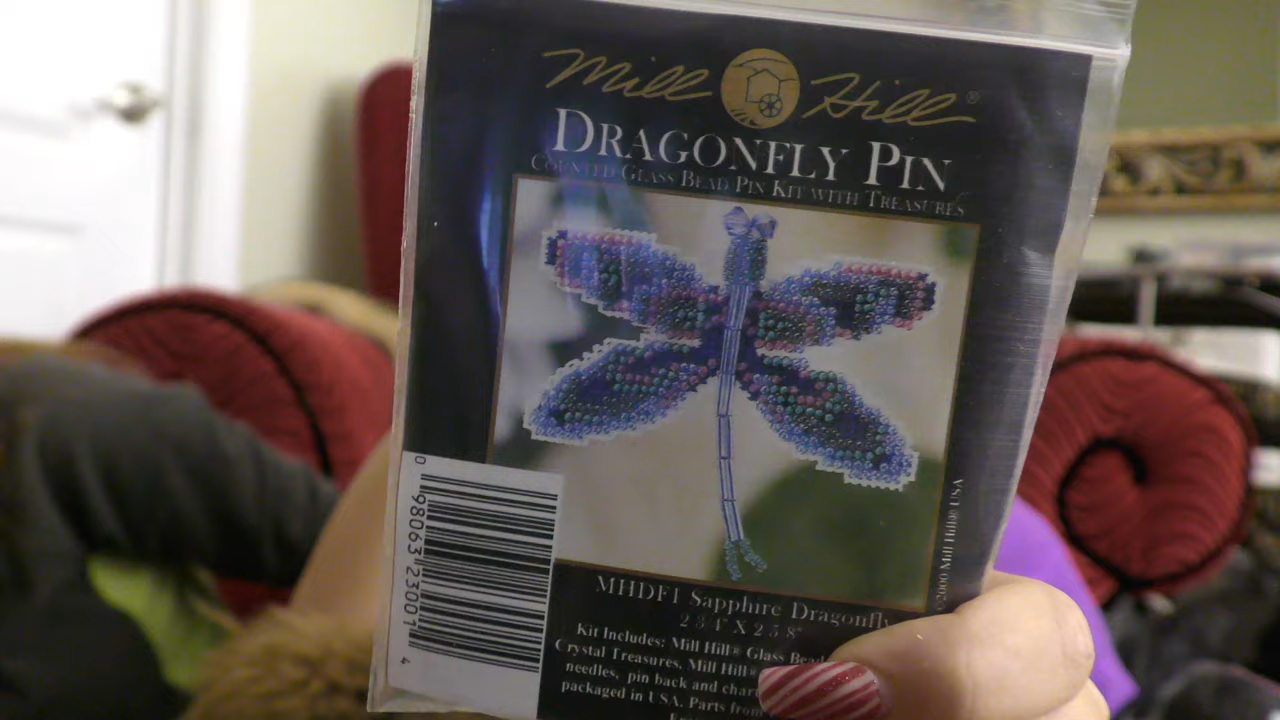 Mill Hill®
DRAGONFLY PIN
COUNTED GLASS BEAD PIN KIT WITH TREASURES
©2000 Mill Hill® USA
0 98063 23001 4
MHDF1 Sapphire Dragonfly
2 3/4" X 2 5/8"
Kit Includes: Mill Hill® Glass Bead
Crystal Treasures, Mill Hill®
needles, pin back and char
packaged in USA. Parts from